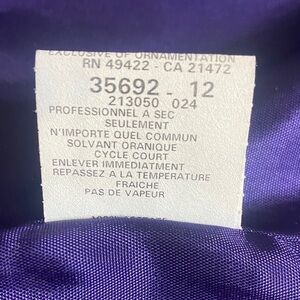 EXCLUSIVE OF ORNAMENTATION
RN 49422 - CA 21472
35692 - 12
213050 024
PROFESSIONNEL A SEC
SEULEMENT
N'IMPORTE QUEL COMMUN
SOLVANT ORANIQUE
CYCLE COURT
ENLEVER IMMEDIATMENT
REPASSEZ A LA TEMPERATURE
FRAICHE
PAS DE VAPEUR